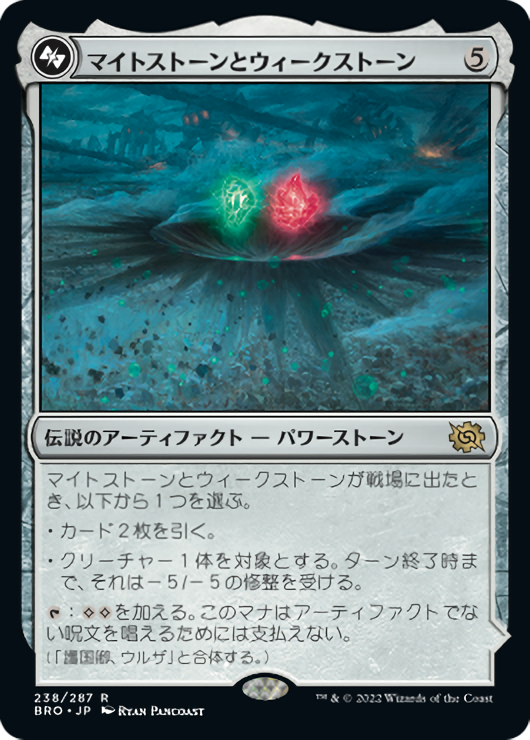 マイトストーンとウィークストーン 5
伝説のアーティファクト — パワーストーン
マイトストーンとウィークストーンが戦場に出たと
き、以下から1つを選ぶ。
・カード2枚を引く。
・クリーチャー1体を対象とする。ターン終了時ま
で、それは-5/-5の修整を受ける。
:を加える。このマナはアーティファクトでな
い呪文を唱えるためには支払えない。
(「護国卿、ウルザ」と合体する。)
238/287 R
BRO・JP Ryan Pancoast
™ & © 2022 Wizards of the Coast